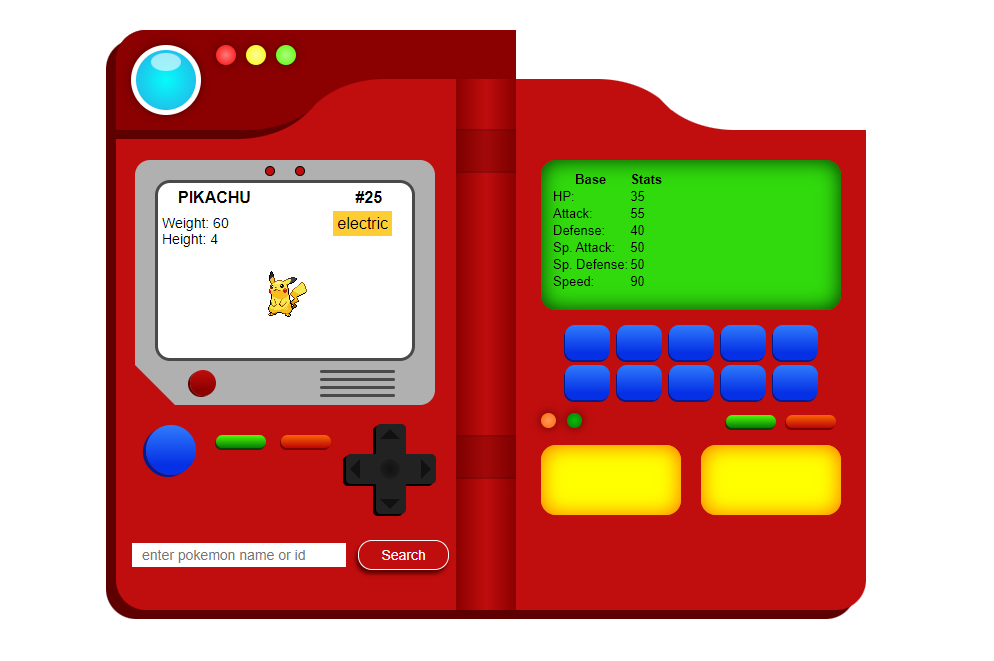 PIKACHU #25
Weight: 60
Height: 4
electric
enter pokemon name or id
Search
Base Stats
HP: 35
Attack: 55
Defense: 40
Sp. Attack: 50
Sp. Defense: 50
Speed: 90